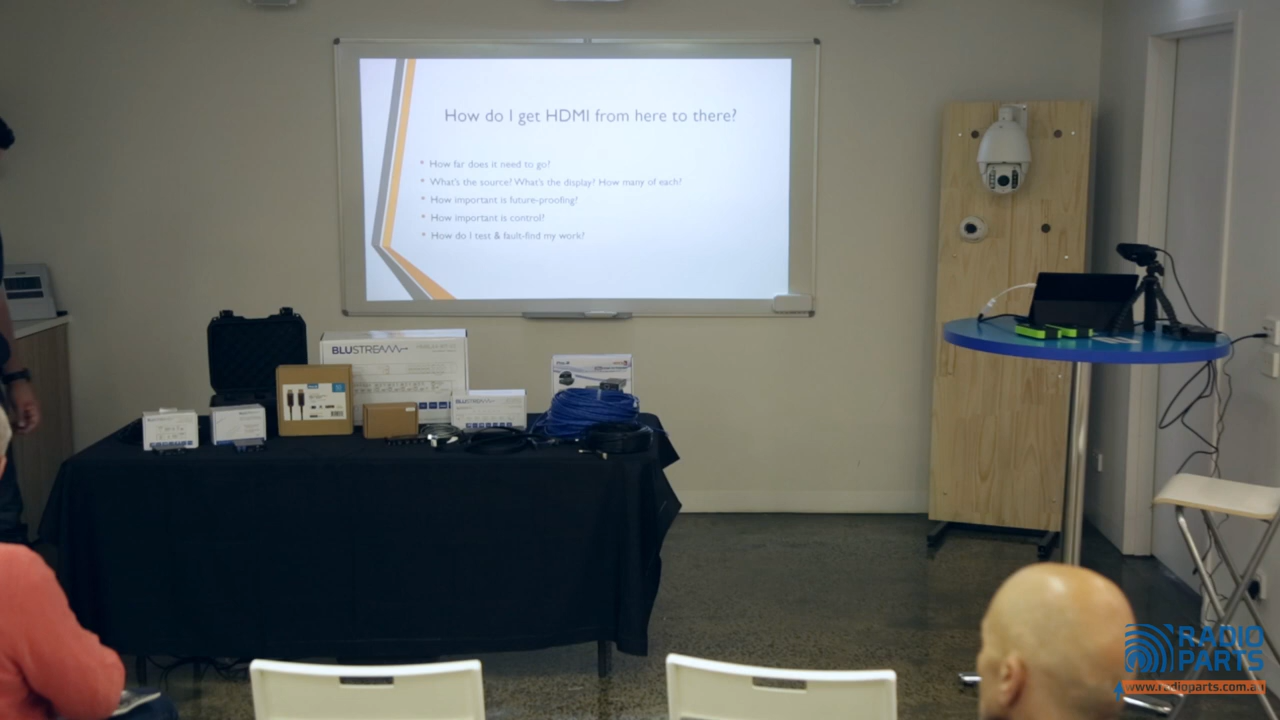 How do I get HDMI from here to there?
* How far does it need to go?
* What's the source? What's the display? How many of each?
* How important is future-proofing?
* How important is control?
* How do I test & fault-find my work?
BLUSTREAM
BLUSTREAM
BLUSTREAM
RADIO
PARTS
www.radioparts.com.au